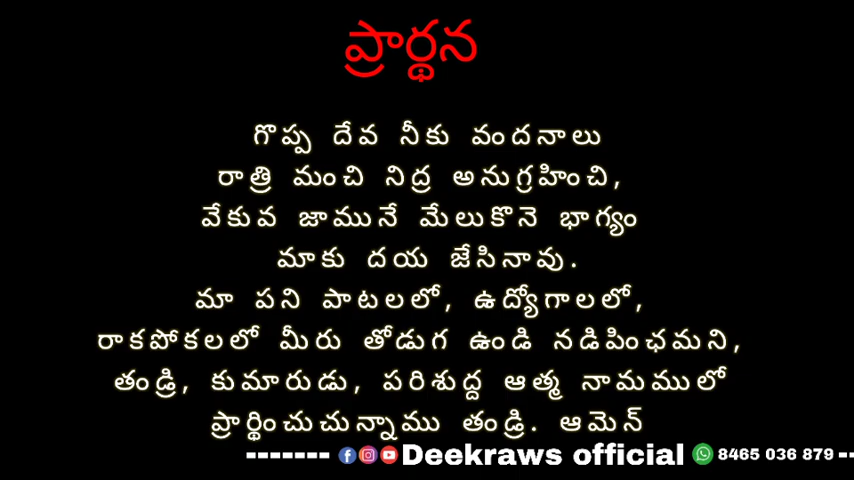 ప్రార్థన
గొప్ప దేవ నీకు వందనాలు
రాత్రి మంచి నిద్ర అనుగ్రహించి,
వేకువ జామునే మేలుకొనె భాగ్యం
మాకు దయ జేసినావు.
మా పని పాటలలో, ఉద్యోగాలలో,
రాకపోకలలో మీరు తోడుగ ఉండి నడిపించమని,
తండ్రి, కుమారుడు, పరిశుద్ద ఆత్మ నామములో
ప్రార్థించుచున్నాము తండ్రి. ఆమెన్
------- Deekraws official 8465 036 879 --